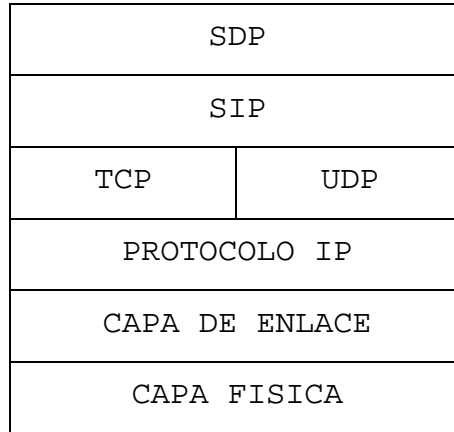 SDP
SIP
TCP UDP
PROTOCOLO IP
CAPA DE ENLACE
CAPA FISICA